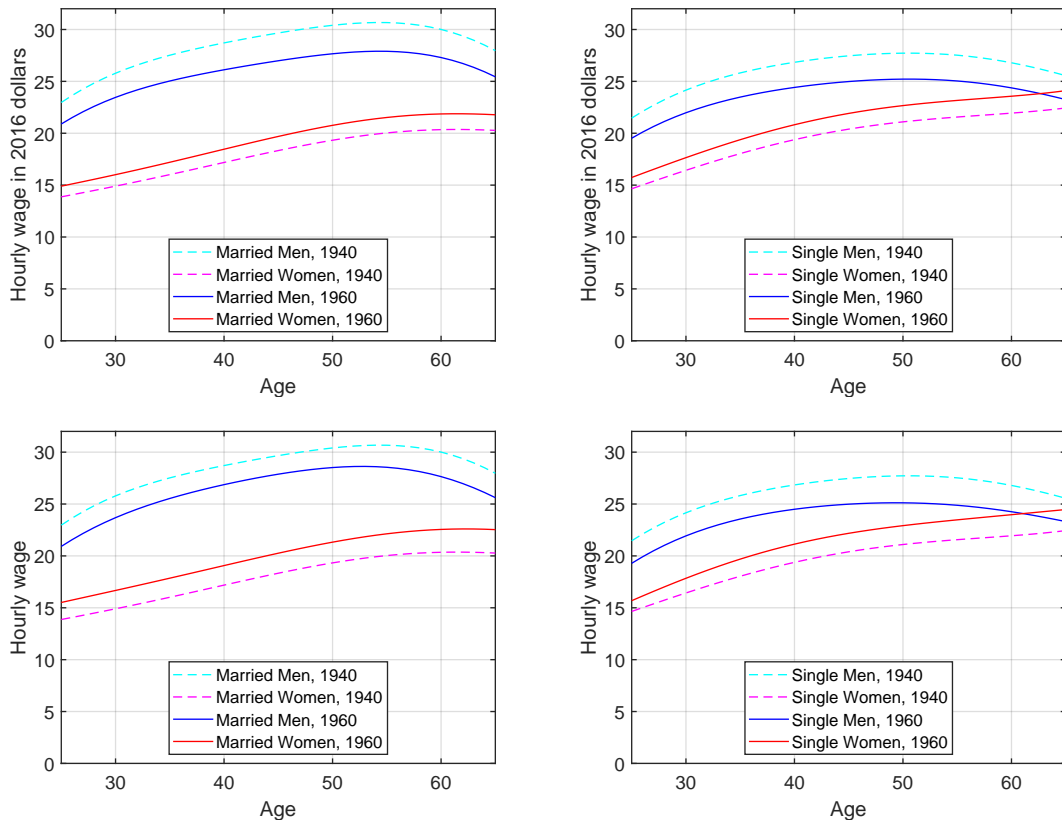 Hourly wage in 2016 dollars
30
25
20
15
10
5
0
Married Men, 1940
Married Women, 1940
Married Men, 1960
Married Women, 1960
30
40
50
60
Age
Hourly wage in 2016 dollars
30
25
20
15
10
5
0
Single Men, 1940
Single Women, 1940
Single Men, 1960
Single Women, 1960
30
40
50
60
Age
Hourly wage
30
25
20
15
10
5
0
Married Men, 1940
Married Women, 1940
Married Men, 1960
Married Women, 1960
30
40
50
60
Age
Hourly wage
30
25
20
15
10
5
0
Single Men, 1940
Single Women, 1940
Single Men, 1960
Single Women, 1960
30
40
50
60
Age